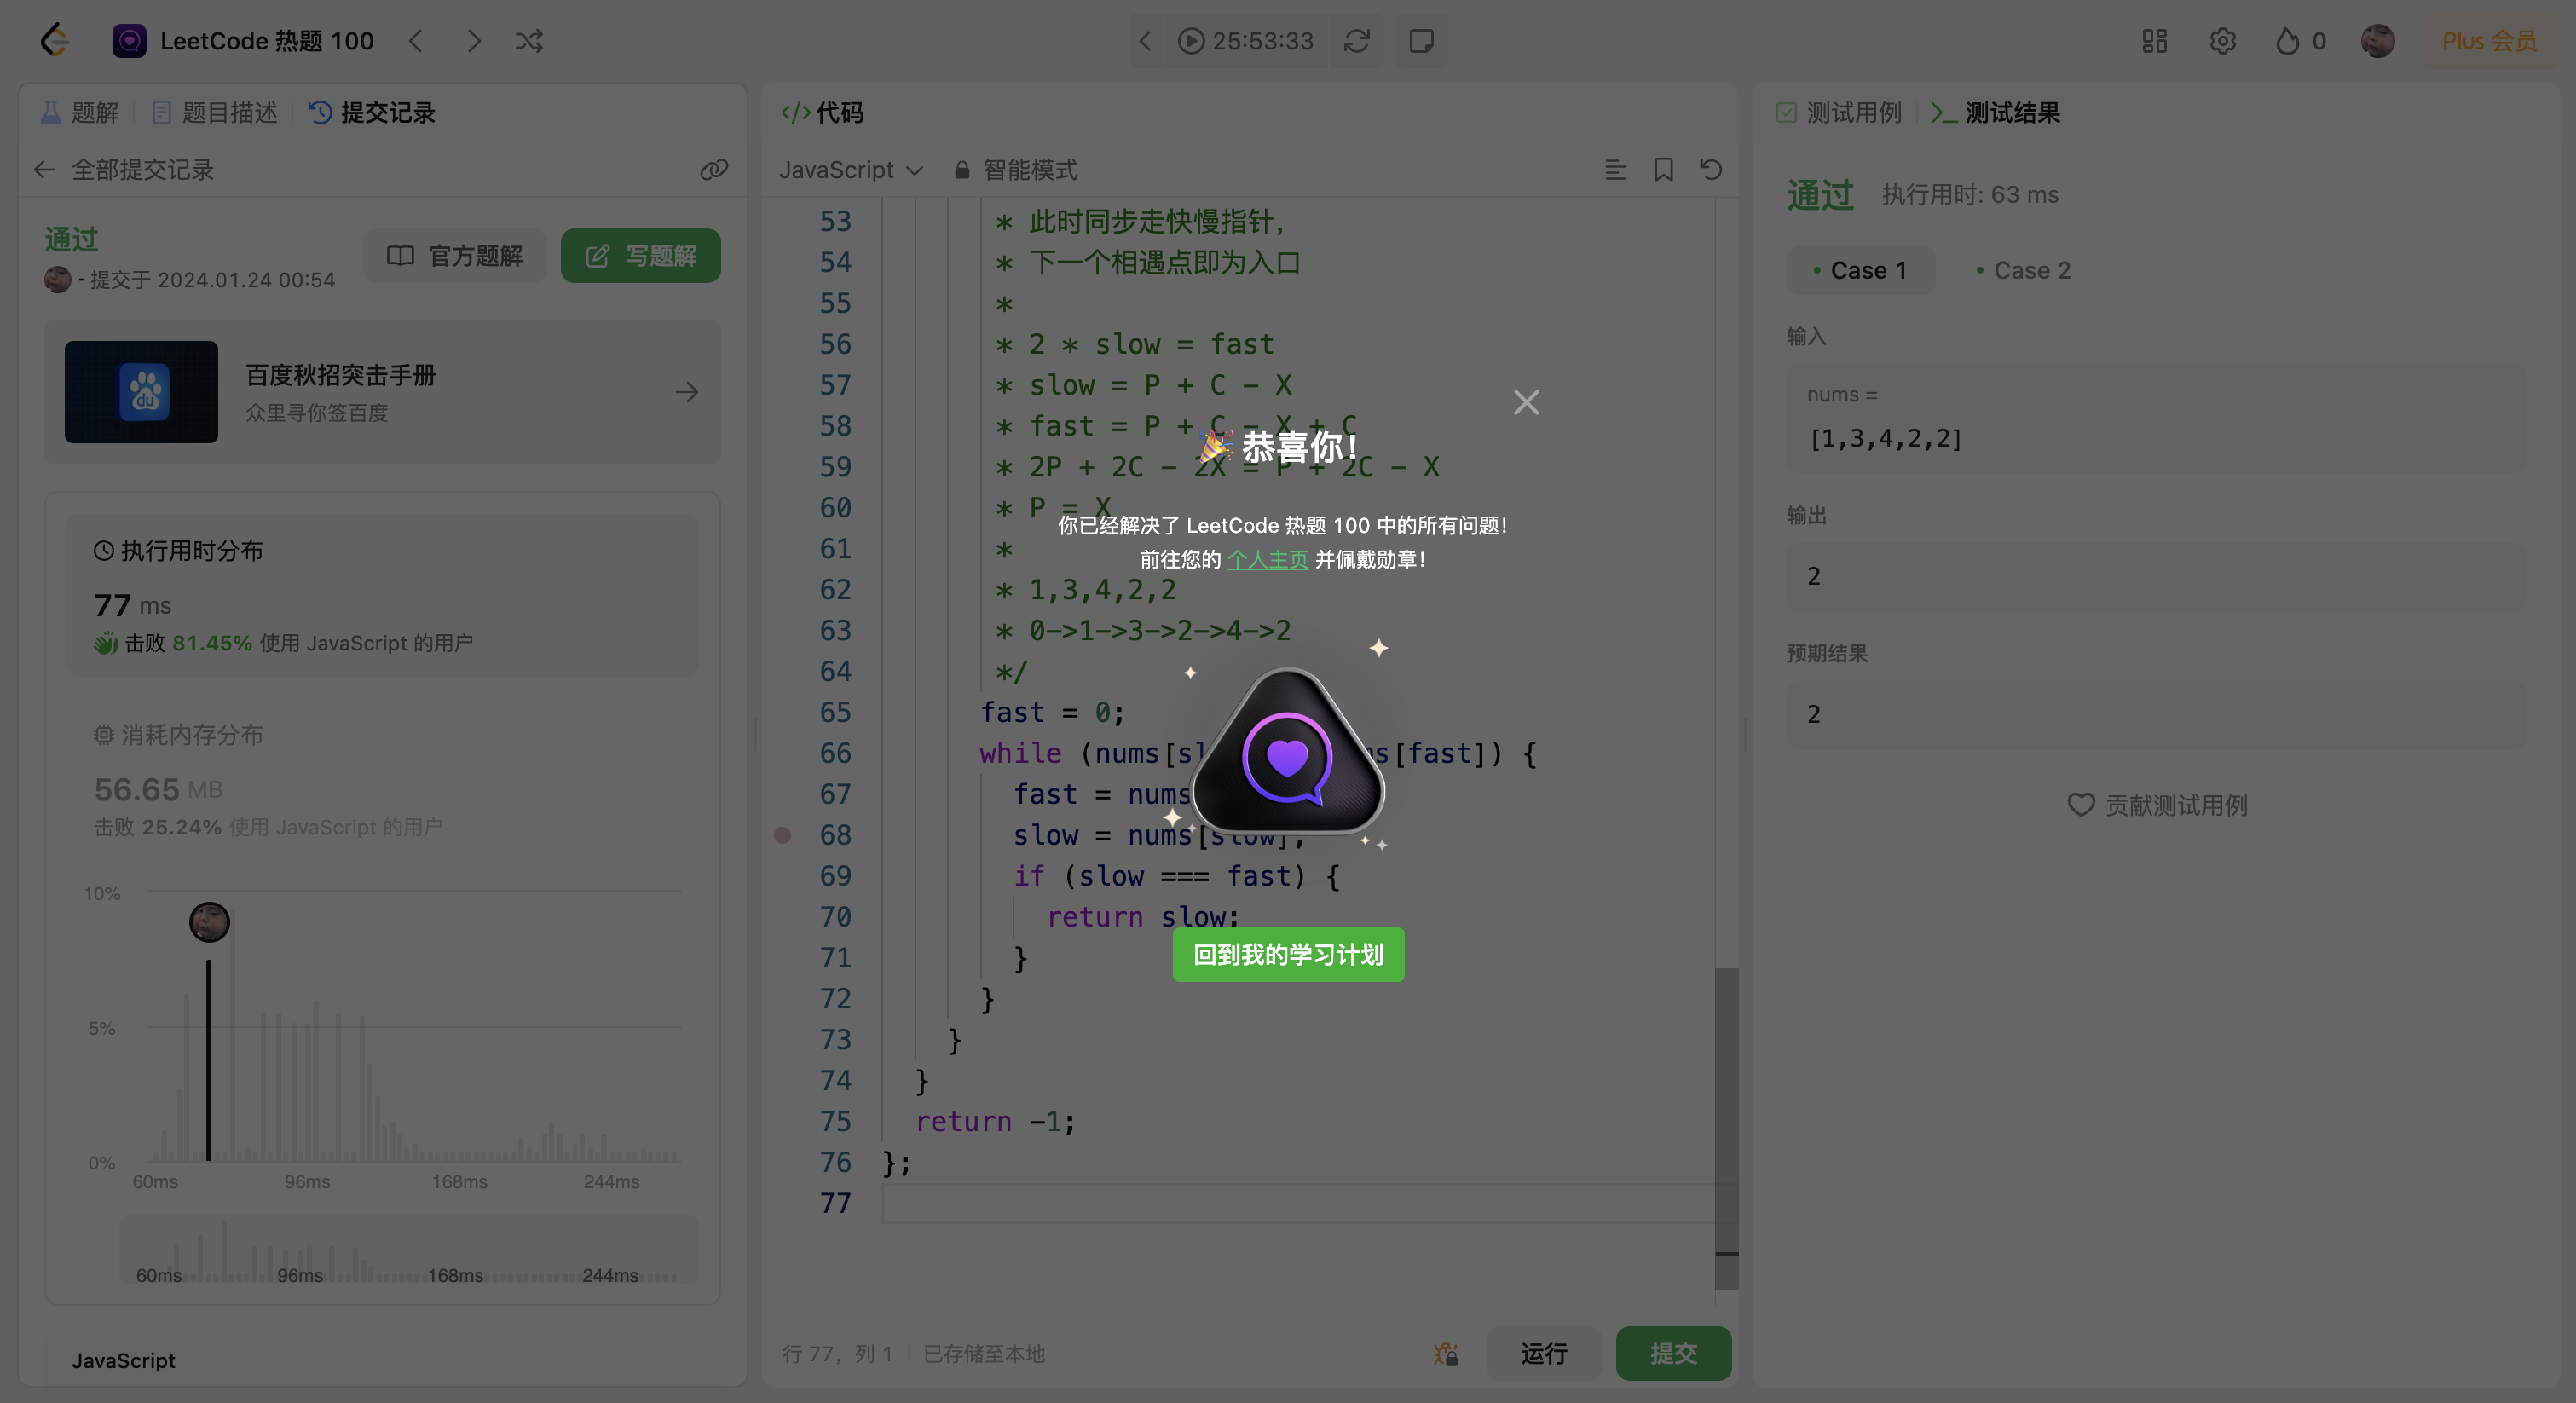 LeetCode 热题 100
25:53:33
0
Plus 会员
题解
题目描述
提交记录
全部提交记录
通过
- 提交于 2024.01.24 00:54
官方题解
写题解
du
百度秋招突击手册
众里寻你签百度
执行用时分布
77 ms
击败 81.45% 使用 JavaScript 的用户
消耗内存分布
56.65 MB
击败 25.24% 使用 JavaScript 的用户
10%
5%
0%
60ms 96ms 168ms 244ms
60ms 96ms 168ms 244ms
JavaScript
</> 代码
JavaScript
智能模式
53 * 此时同步走快慢指针，
54 * 下一个相遇点即为入口
55 *
56 * 2 * slow = fast
57 * slow = P + C - X
58 * fast = P + C - X + C
59 * 2P + 2C - 2X = P + 2C - X
60 * P = X
61 *
62 * 1,3,4,2,2
63 * 0->1->3->2->4->2
64 */
65 fast = 0;
66 while (nums[sl s[fast]) {
67 fast = nums
68 slow = nums[slow];
69 if (slow === fast) {
70 return slow;
71 }
72 }
73 }
74 }
75 return -1;
76 };
77
恭喜你！
你已经解决了 LeetCode 热题 100 中的所有问题！
前往您的 个人主页 并佩戴勋章！
回到我的学习计划
行 77，列 1
已存储至本地
运行
提交
测试用例
测试结果
通过
执行用时: 63 ms
Case 1
Case 2
输入
nums =
[1,3,4,2,2]
输出
2
预期结果
2
贡献测试用例